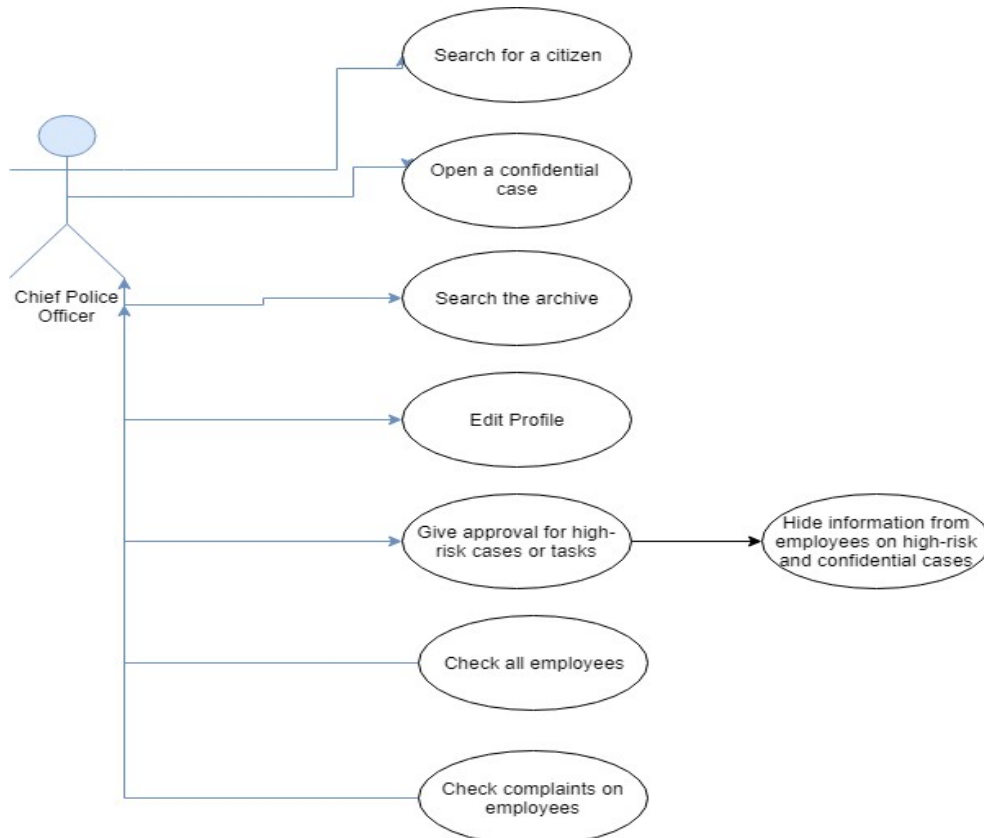 Search for a citizen
Open a confidential
case
Search the archive
Chief Police
Officer
Edit Profile
Give approval for high-
risk cases or tasks
Hide information from
employees on high-risk
and confidential cases
Check all employees
Check complaints on
employees